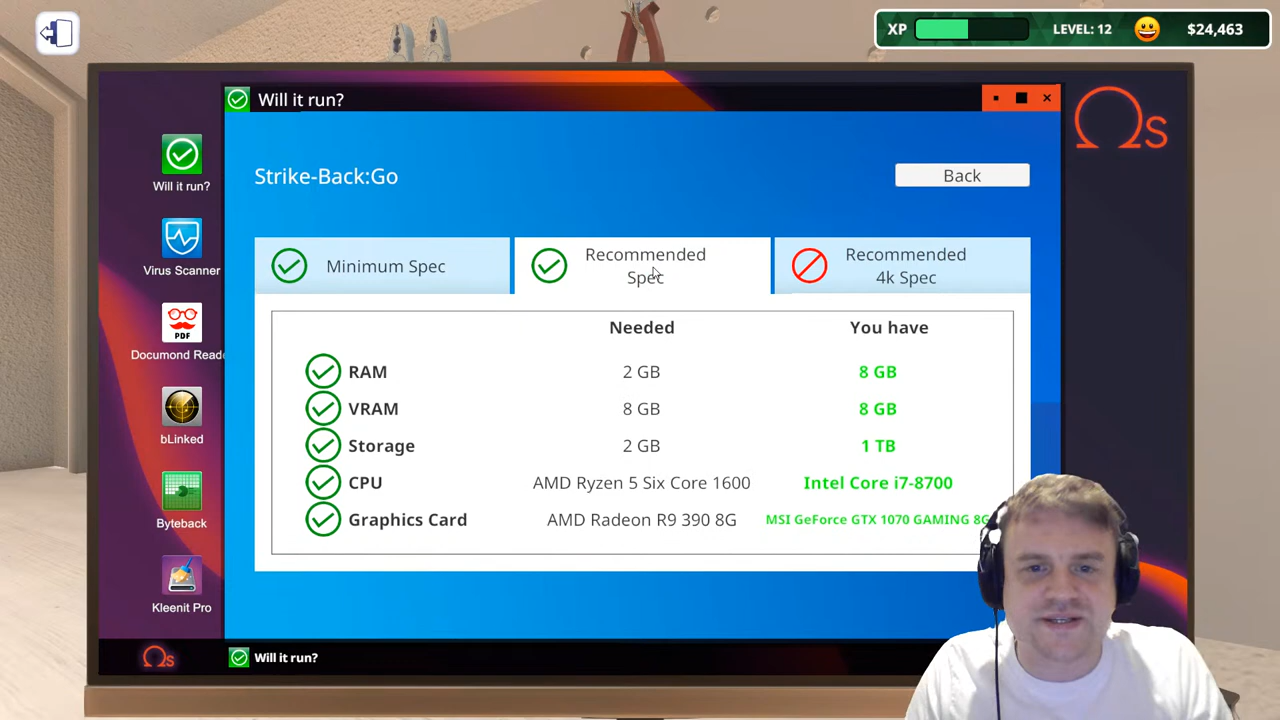 XP LEVEL: 12 $24,463
Will it run?
Ωs
Strike-Back:Go
Back
Will it run?
Virus Scanner
PDF
Documond Reade
bLinked
Byteback
Kleenit Pro
Minimum Spec
Recommended
Spec
Recommended
4k Spec
Needed You have
RAM 2 GB 8 GB
VRAM 8 GB 8 GB
Storage 2 GB 1 TB
CPU AMD Ryzen 5 Six Core 1600 Intel Core i7-8700
Graphics Card AMD Radeon R9 390 8G MSI GeForce GTX 1070 GAMING 8G
Ωs Will it run?